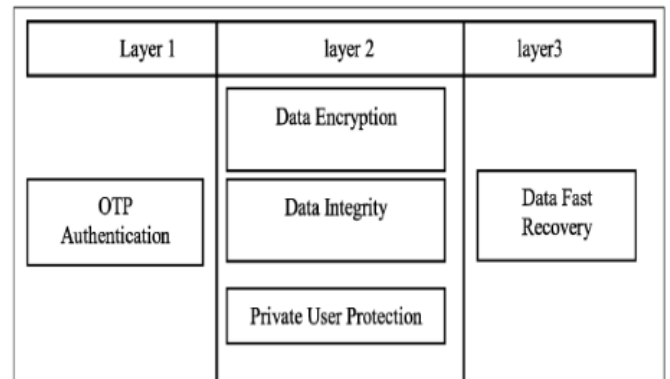 Layer 1
layer 2
layer3
Data Encryption
OTP
Authentication
Data Integrity
Data Fast
Recovery
Private User Protection